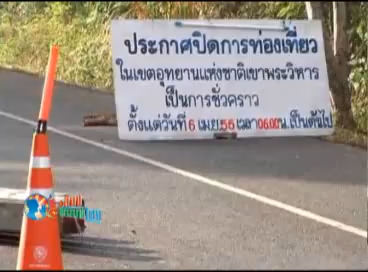 ประกาศปิดการท่องเที่ยว
ในเขตอุทยานแห่งชาติเขาพระวิหาร
เป็นการชั่วคราว
ตั้งแต่วันที่ 6 เม.ย.55 เวลา 06.00 น. เป็นต้นไป